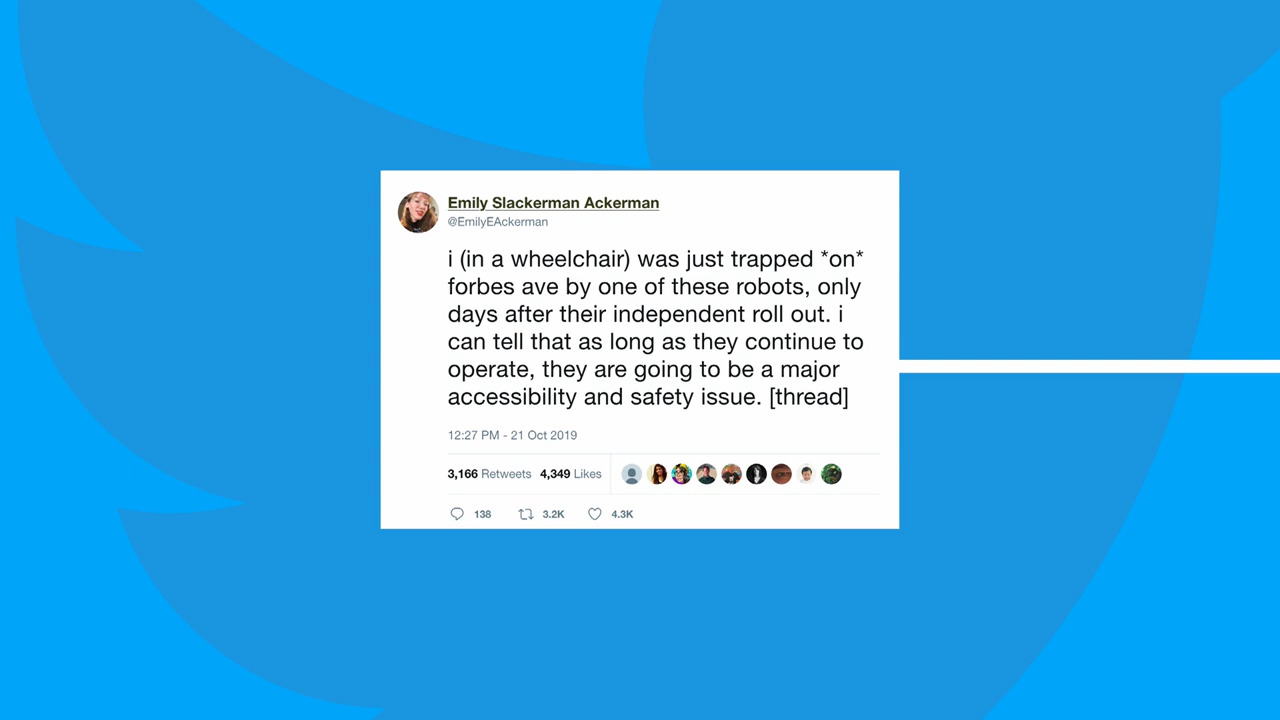 Emily Slackerman Ackerman
@EmilyEAckerman
i (in a wheelchair) was just trapped *on*
forbes ave by one of these robots, only
days after their independent roll out. i
can tell that as long as they continue to
operate, they are going to be a major
accessibility and safety issue. [thread]
12:27 PM - 21 Oct 2019
3,166 Retweets 4,349 Likes
138 3.2K 4.3K